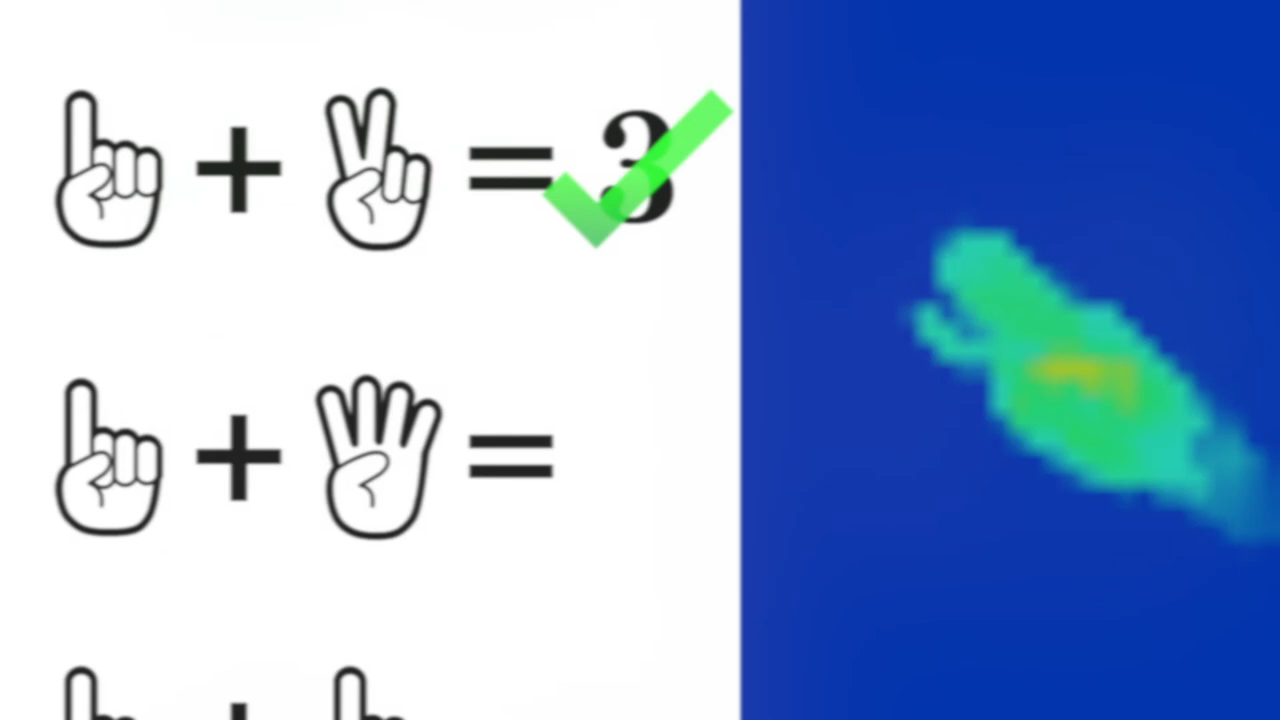 + = 3
+ =
+